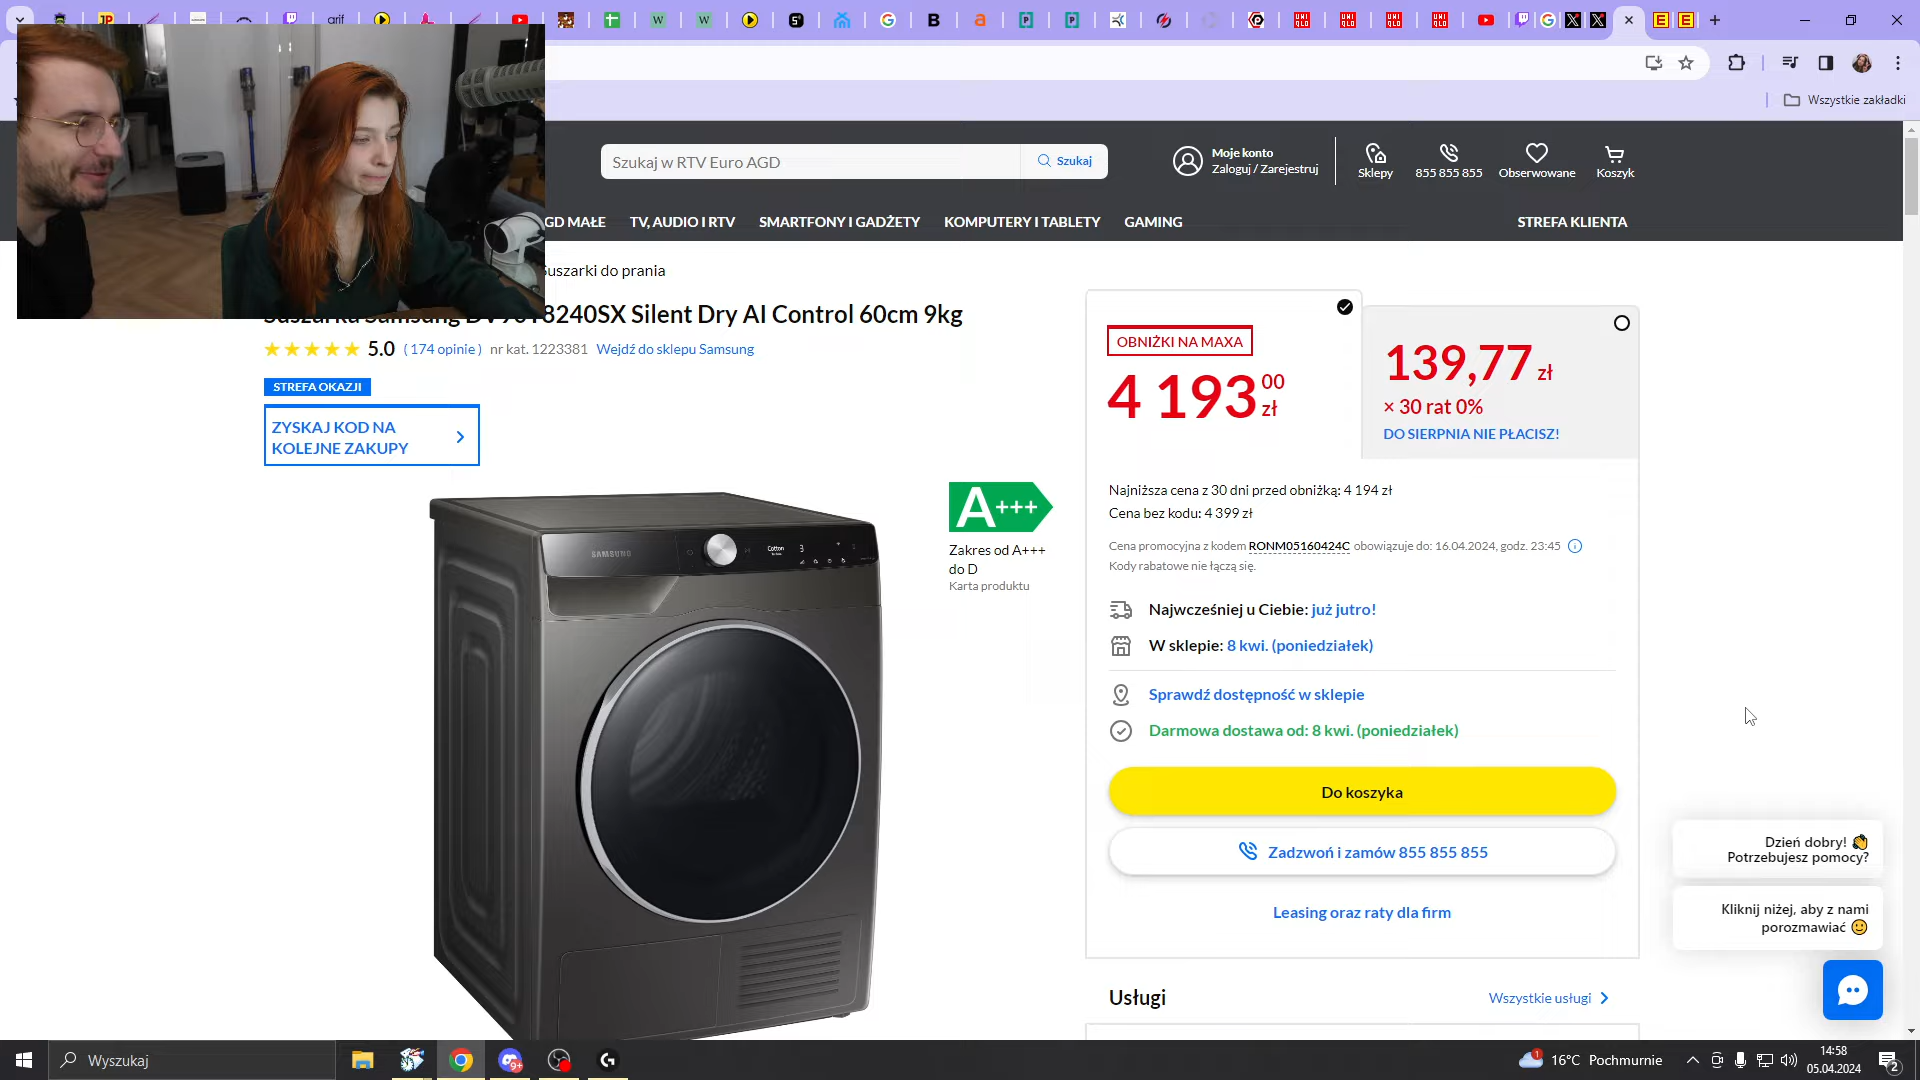 arif
Wszystkie zakładki
Szukaj w RTV Euro AGD
Szukaj
Moje konto
Zaloguj / Zarejestruj
Sklepy
855 855 855
Obserwowane
Koszyk
GD MAŁE
TV, AUDIO I RTV
SMARTFONY I GADŻETY
KOMPUTERY I TABLETY
GAMING
STREFA KLIENTA
Suszarki do prania
8240SX Silent Dry AI Control 60cm 9kg
5.0
( 174 opinie )
nr kat. 1223381
Wejdź do sklepu Samsung
STREFA OKAZJI
ZYSKAJ KOD NA
KOLEJNE ZAKUPY
SAMSUNG
Cotton
A+++
Zakres od A+++
do D
Karta produktu
OBNIŻKI NA MAXA
4 193 00 zł
139,77 zł
× 30 rat 0%
DO SIERPNIA NIE PŁACISZ!
Najniższa cena z 30 dni przed obniżką: 4 194 zł
Cena bez kodu: 4 399 zł
Cena promocyjna z kodem RONM05160424C obowiązuje do: 16.04.2024, godz. 23:45
Kody rabatowe nie łączą się.
Najwcześniej u Ciebie: już jutro!
W sklepie: 8 kwi. (poniedziałek)
Sprawdź dostępność w sklepie
Darmowa dostawa od: 8 kwi. (poniedziałek)
Do koszyka
Zadzwoń i zamów 855 855 855
Leasing oraz raty dla firm
Usługi
Wszystkie usługi
Dzień dobry! 👏
Potrzebujesz pomocy?
Kliknij niżej, aby z nami
porozmawiać 🙂
Wyszukaj
16°C Pochmurnie
14:58
05.04.2024